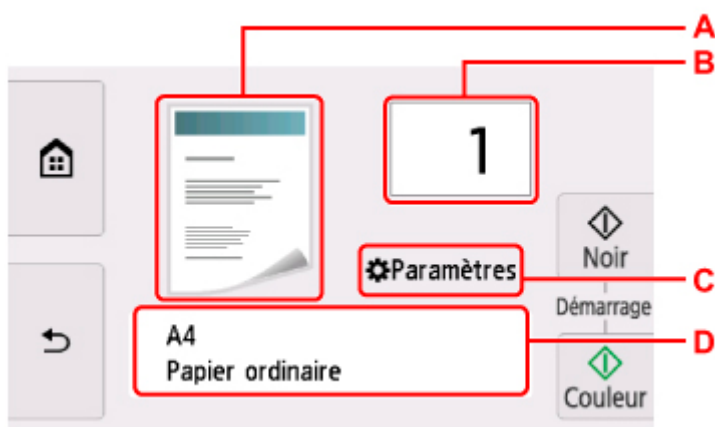 A
B
1
Noir
Paramètres
C
Démarrage
A4
D
Papier ordinaire
Couleur